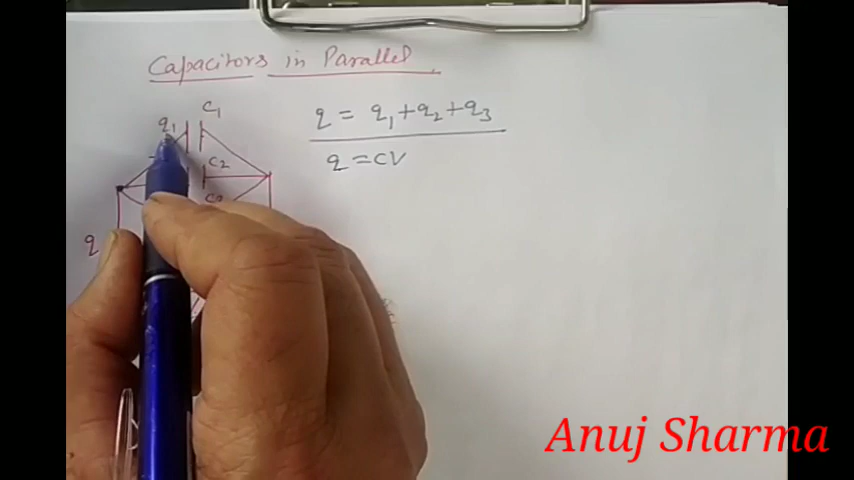 Capacitors in Parallel
C₁
q₁
q = q₁+q₂+q₃
C₂
q = CV
q
Anuj Sharma